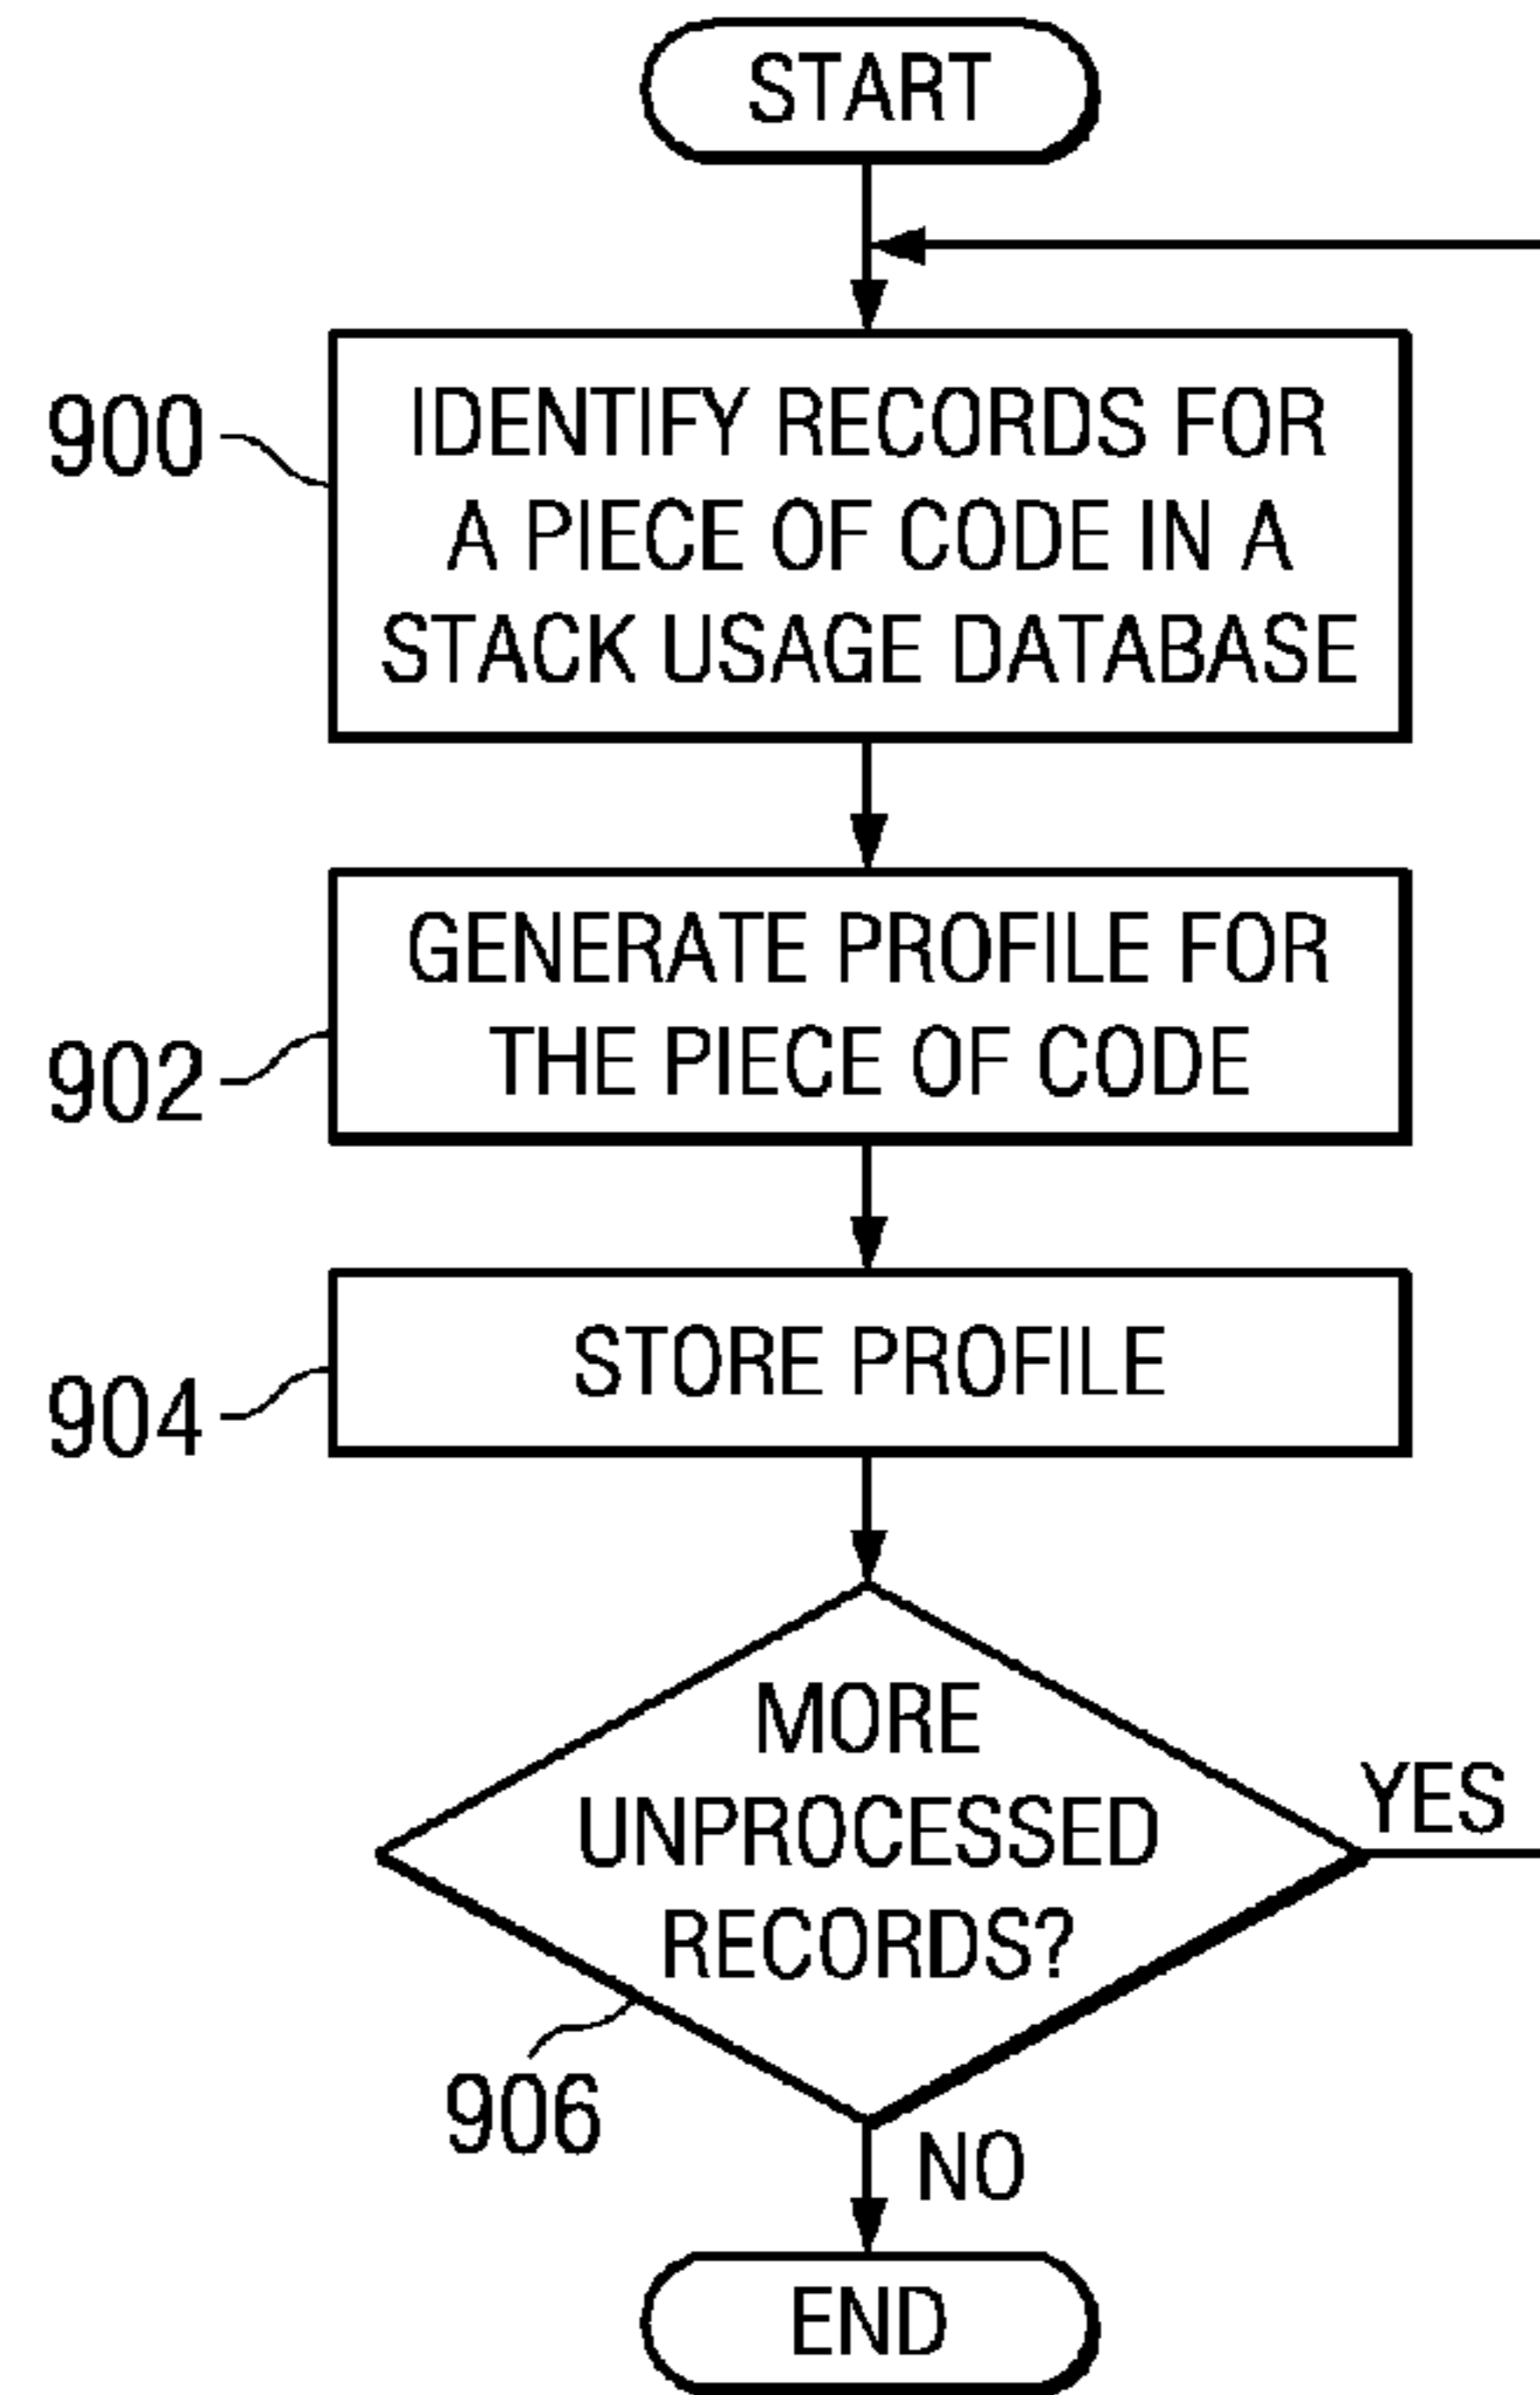 START
900
IDENTIFY RECORDS FOR
A PIECE OF CODE IN A
STACK USAGE DATABASE
GENERATE PROFILE FOR
THE PIECE OF CODE
902
STORE PROFILE
904
MORE
UNPROCESSED
RECORDS?
YES
906
NO
END